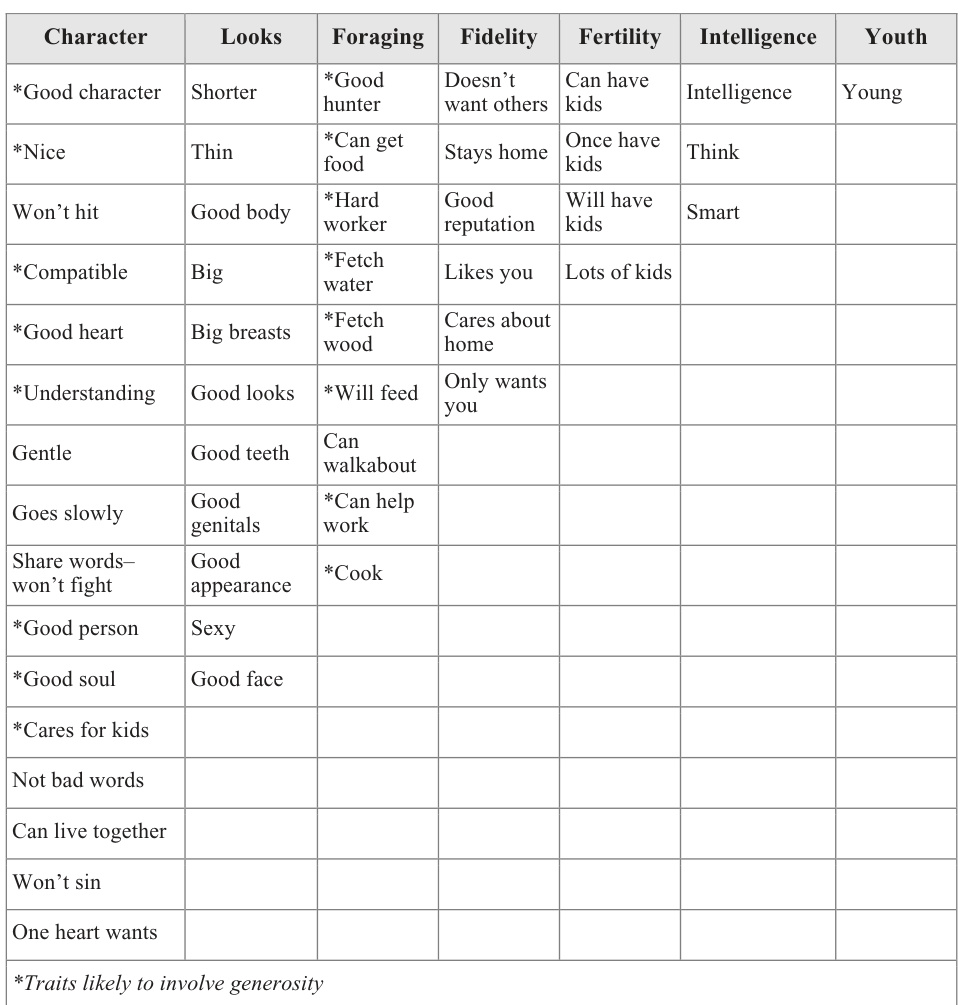 Character Looks Foraging Fidelity Fertility Intelligence Youth
*Good character Shorter *Good hunter Doesn’t want others Can have kids Intelligence Young
*Nice Thin *Can get food Stays home Once have kids Think
Won’t hit Good body *Hard worker Good reputation Will have kids Smart
*Compatible Big *Fetch water Likes you Lots of kids
*Good heart Big breasts *Fetch wood Cares about home
*Understanding Good looks *Will feed Only wants you
Gentle Good teeth Can walkabout
Goes slowly Good genitals *Can help work
Share words–won’t fight Good appearance *Cook
*Good person Sexy
*Good soul Good face
*Cares for kids
Not bad words
Can live together
Won’t sin
One heart wants
*Traits likely to involve generosity